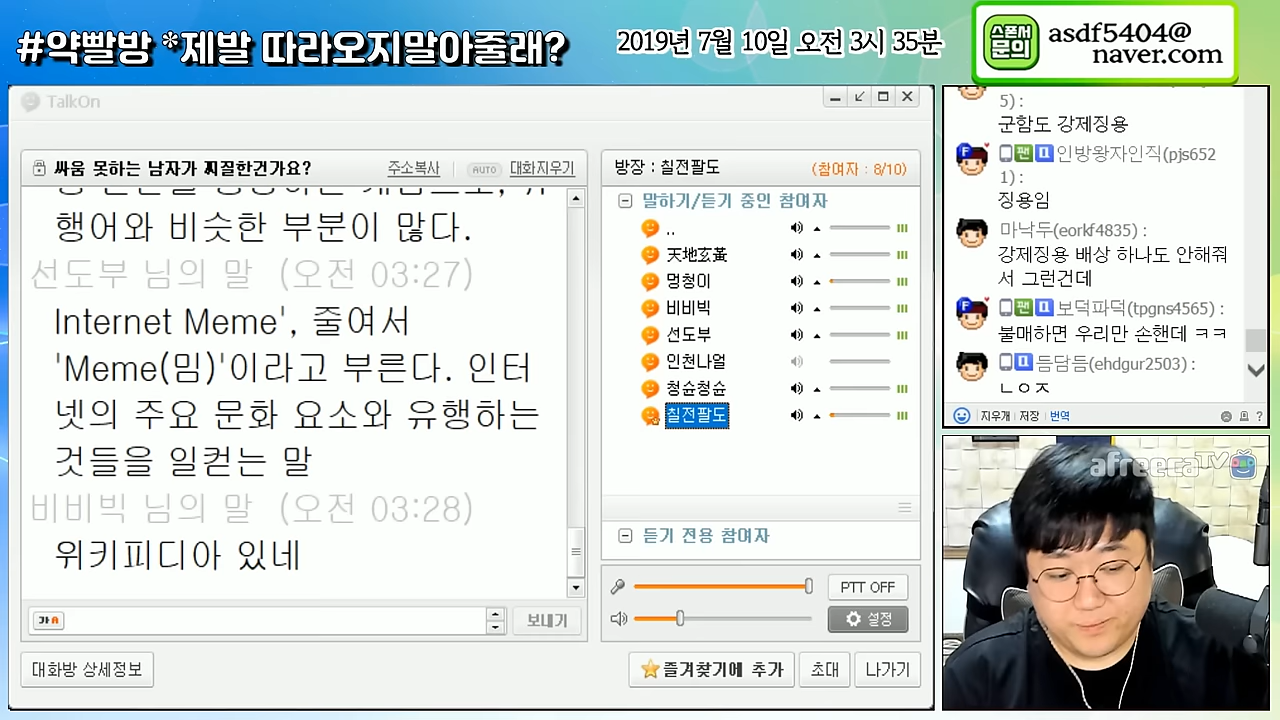 #약빨방 *제발 따라오지말아줄래?
2019년 7월 10일 오전 3시 35분
스폰서
문의
asdf5404@
naver.com
TalkOn
싸움 못하는 남자가 찌질한건가요?
주소복사
AUTO
대화지우기
행어와 비슷한 부분이 많다.
선도부 님의 말 (오전 03:27)
Internet Meme', 줄여서
'Meme(밈)'이라고 부른다. 인터
넷의 주요 문화 요소와 유행하는
것들을 일컫는 말
비비빅 님의 말 (오전 03:28)
위키피디아 있네
가A
보내기
대화방 상세정보
방장 : 칠전팔도
(참여자 : 8/10)
말하기/듣기 중인 참여자
..
天地玄黃
멍청이
비비빅
선도부
인천나얼
청순청순
칠전팔도
듣기 전용 참여자
PTT OFF
설정
즐겨찾기에 추가
초대
나가기
5) :
군함도 강제징용
팬 인방왕자인직(pjs652
1) :
징용임
마낙두(eorkf4835) :
강제징용 배상 하나도 안해줘
서 그런건데
팬 보덕파덕(tpgns4565) :
불매하면 우리만 손핸데 ㅋㅋ
듬담듬(ehdgur2503) :
ㄴㅇㅈ
지우개 저장 번역
?
afreecaTV